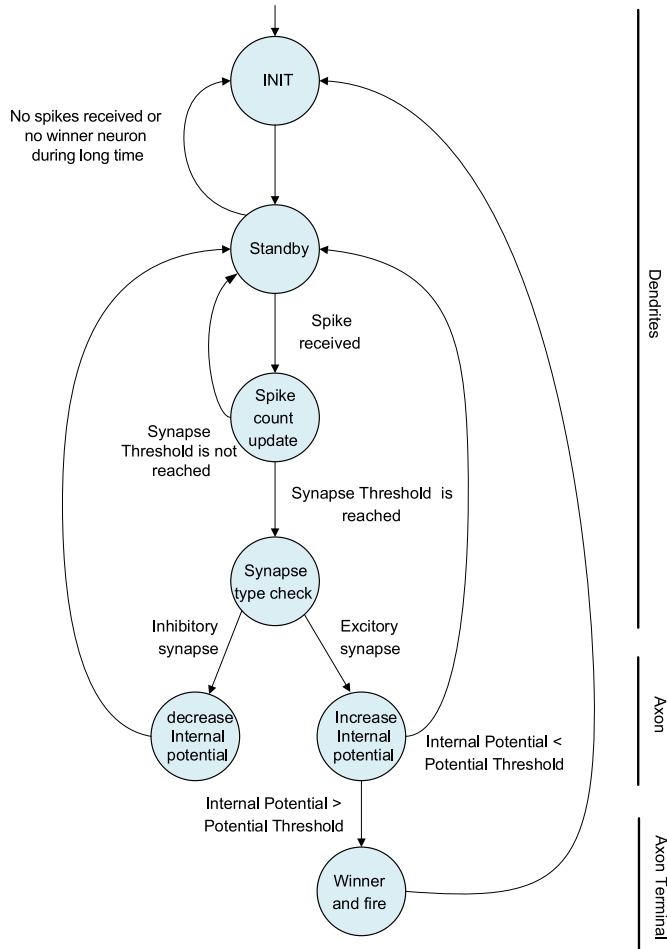 INIT
No spikes received or
no winner neuron
during long time
Standby
Spike
received
Spike
count
update
Synapse
Threshold is not
reached
Synapse Threshold is
reached
Synapse
type check
Inhibitory
synapse
Excitory
synapse
decrease
Internal
potential
Increase
Internal
potential
Internal Potential <
Potential Threshold
Internal Potential >
Potential Threshold
Winner
and fire
Dendrites
Axon
Axon Terminal